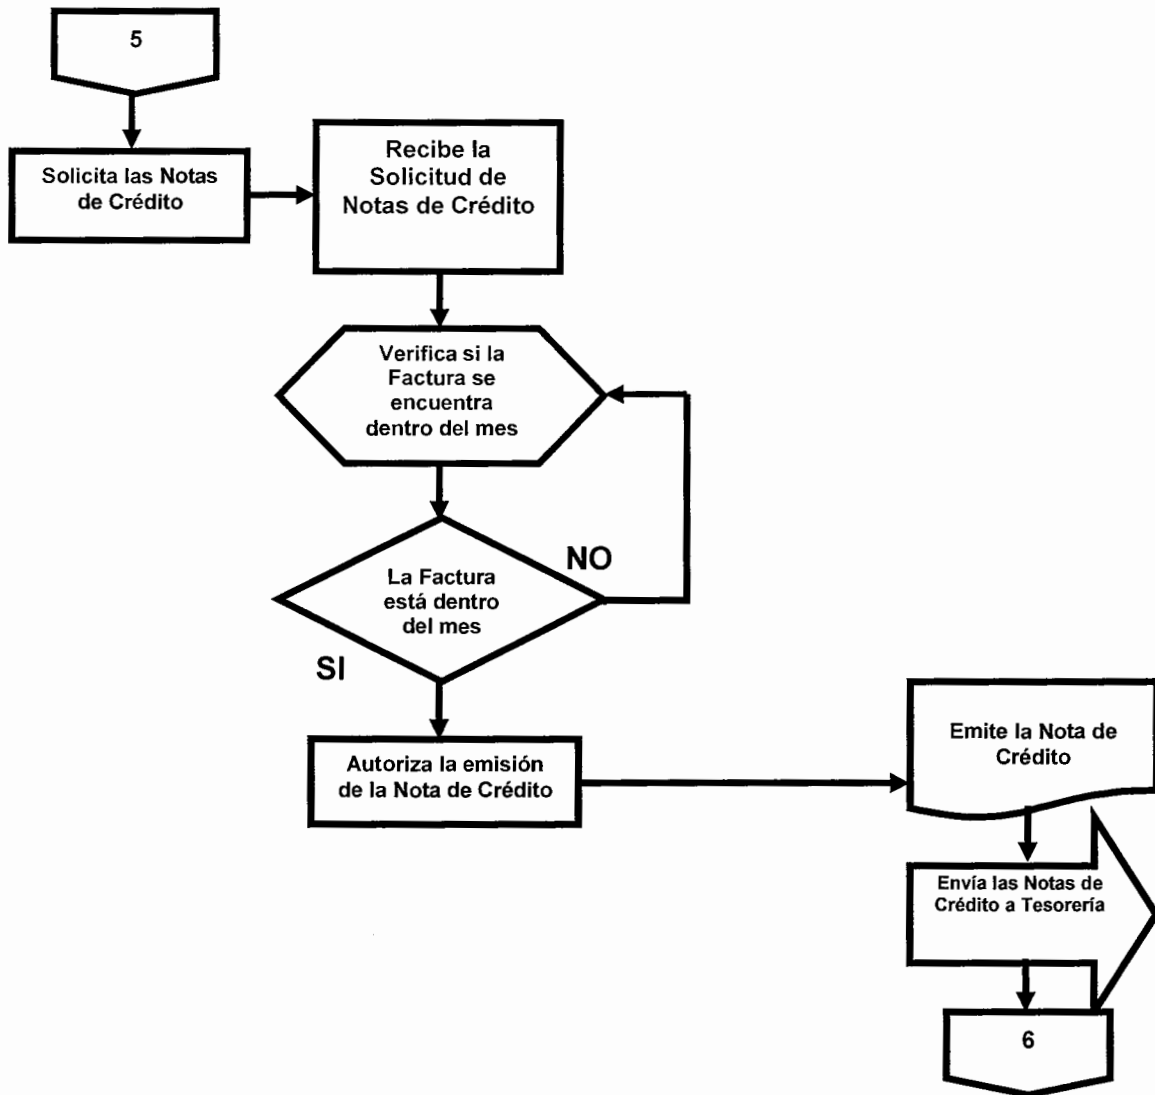 5
Solicita las Notas
de Crédito
Recibe la
Solicitud de
Notas de Crédito
Verifica si la
Factura se
encuentra
dentro del mes
NO
La Factura
está dentro
del mes
SI
Autoriza la emisión
de la Nota de Crédito
Emite la Nota de
Crédito
Envía las Notas de
Crédito a Tesorería
6